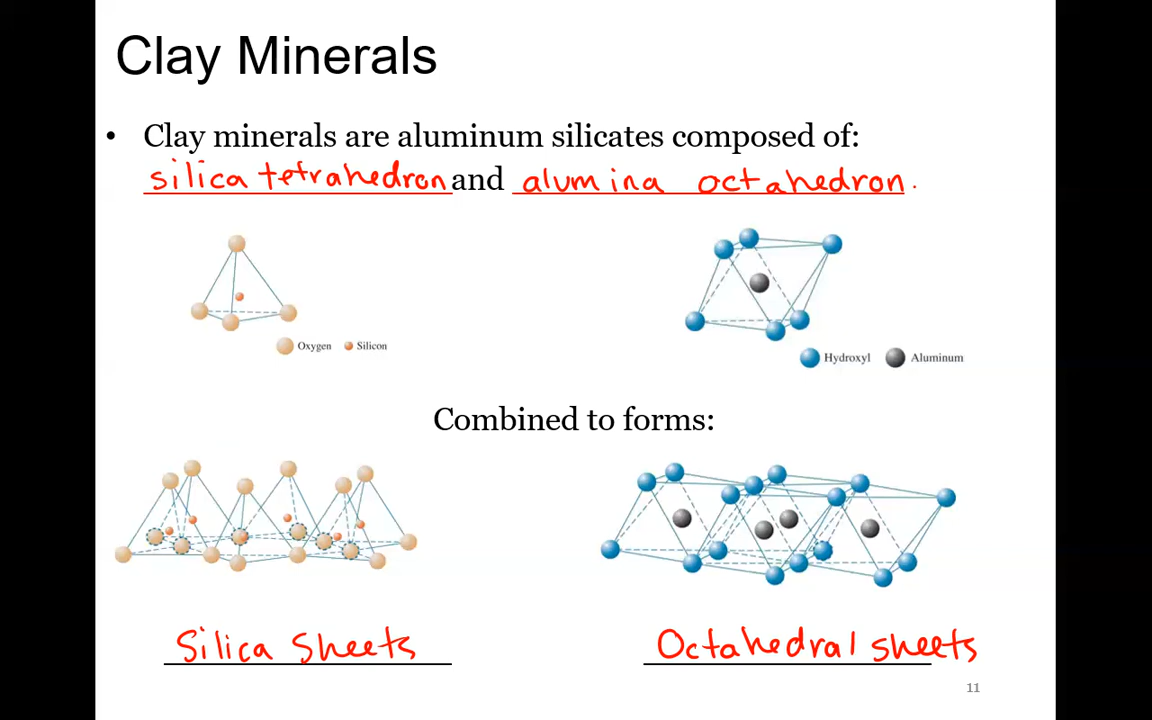 Clay Minerals
• Clay minerals are aluminum silicates composed of:
silica tetrahedron and alumina octahedron.
Oxygen Silicon
Hydroxyl Aluminum
Combined to forms:
Silica Sheets Octahedral sheets
11